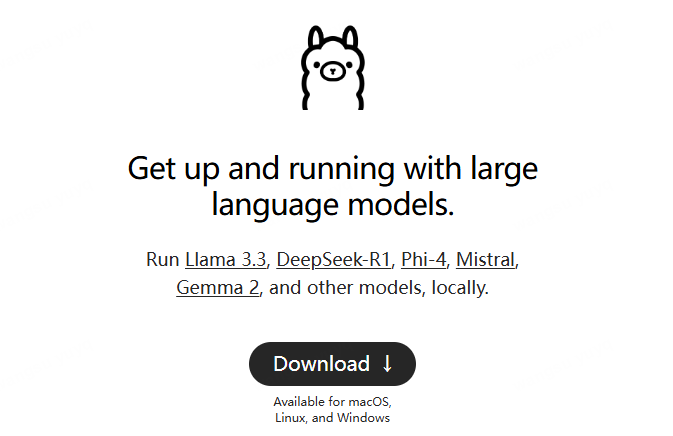 Get up and running with large
language models.
Run Llama 3.3, DeepSeek-R1, Phi-4, Mistral,
Gemma 2, and other models, locally.
Download ↓
Available for macOS,
Linux, and Windows